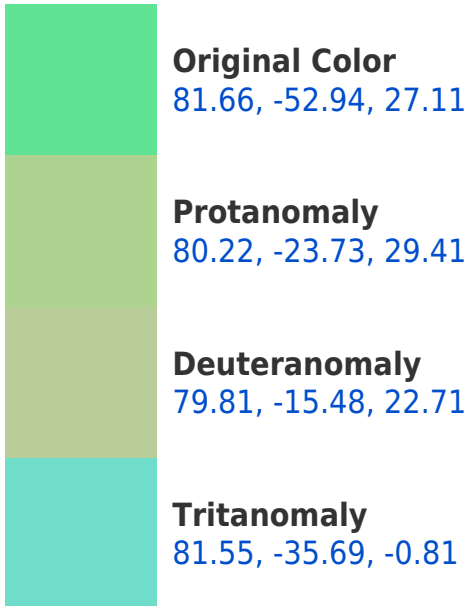 Original Color
81.66, -52.94, 27.11
Protanomaly
80.22, -23.73, 29.41
Deuteranomaly
79.81, -15.48, 22.71
Tritanomaly
81.55, -35.69, -0.81